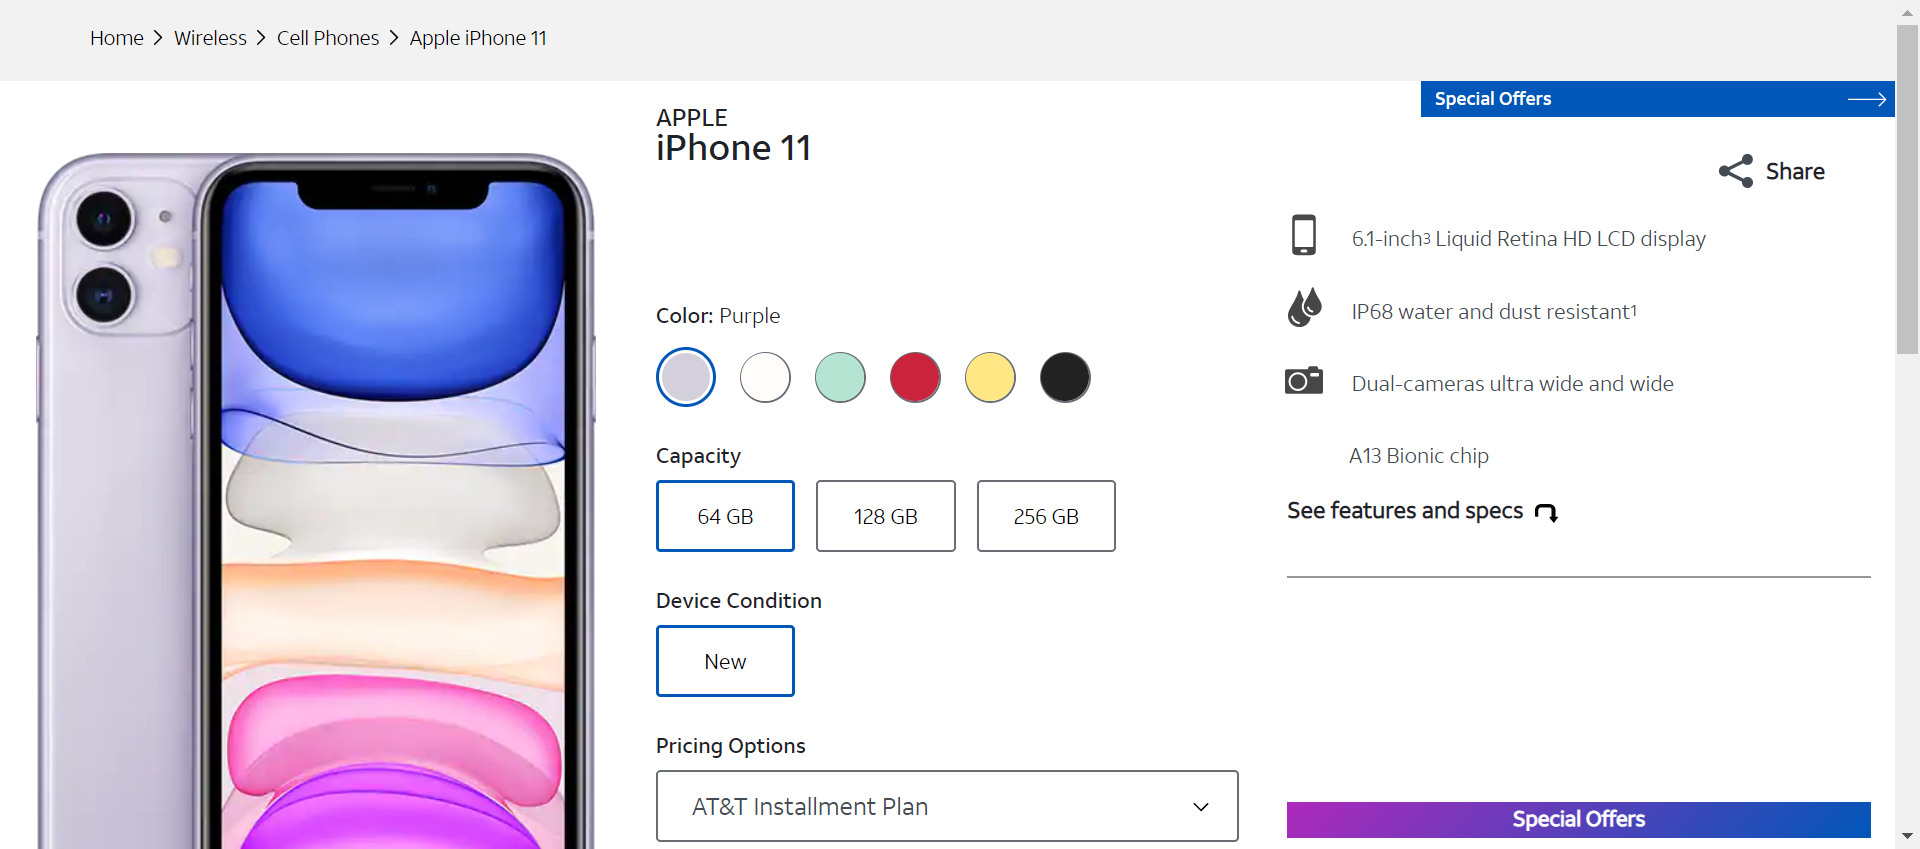 Home > Wireless > Cell Phones > Apple iPhone 11
Special Offers
APPLE
iPhone 11
Share
6.1-inch3 Liquid Retina HD LCD display
IP68 water and dust resistant1
Dual-cameras ultra wide and wide
A13 Bionic chip
See features and specs
Color: Purple
Capacity
64 GB 128 GB 256 GB
Device Condition
New
Pricing Options
AT&T Installment Plan
Special Offers